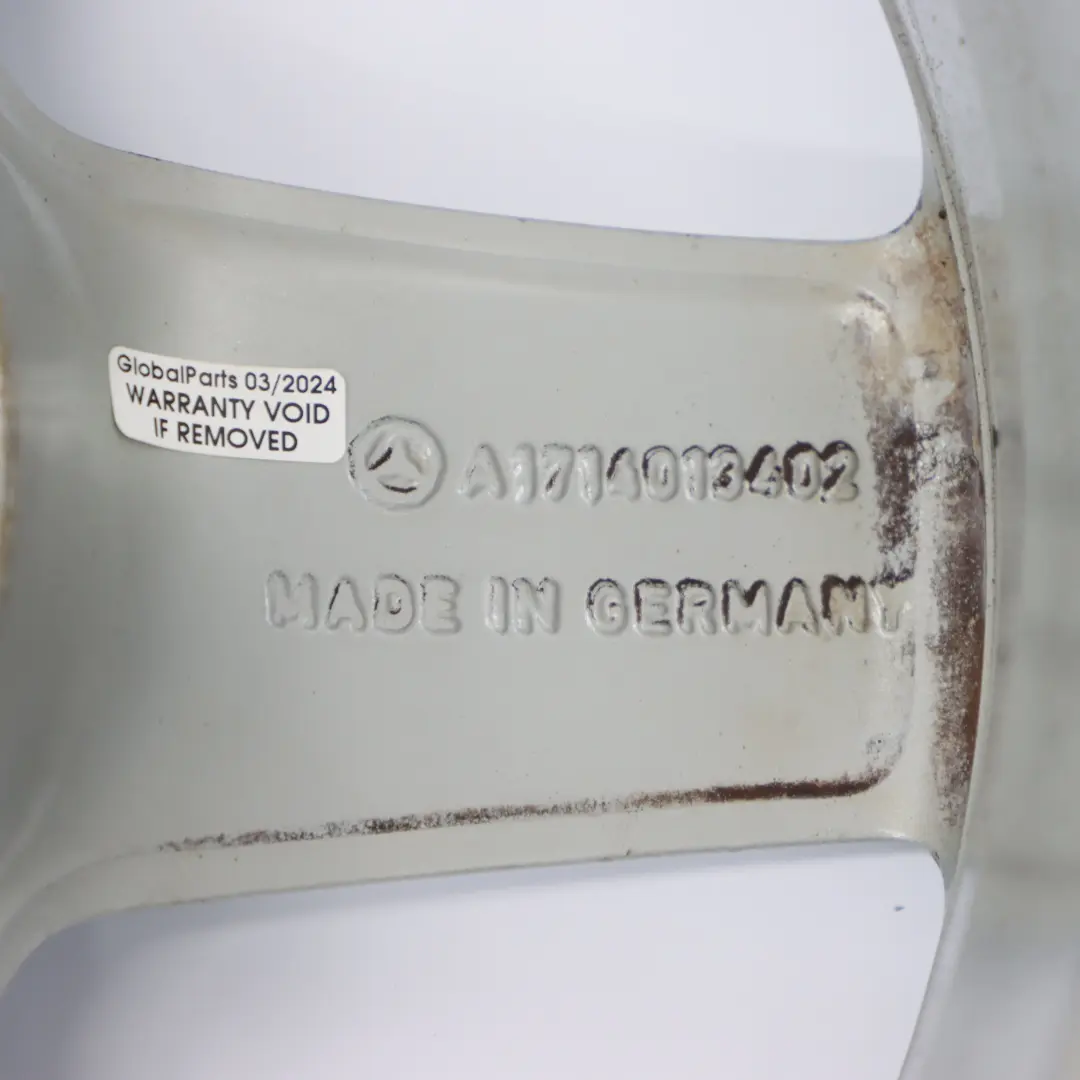 GlobalParts 03/2024
WARRANTY VOID
IF REMOVED
A1714013402
MADE IN GERMANY